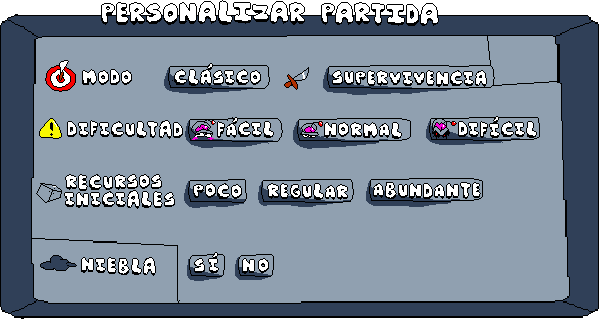 PERSONALIZAR PARTIDA
MODO CLÁSICO SUPERVIVENCIA
DIFICULTAD FÁCIL NORMAL DIFÍCIL
RECURSOS
INICIALES POCO REGULAR ABUNDANTE
NIEBLA SÍ NO